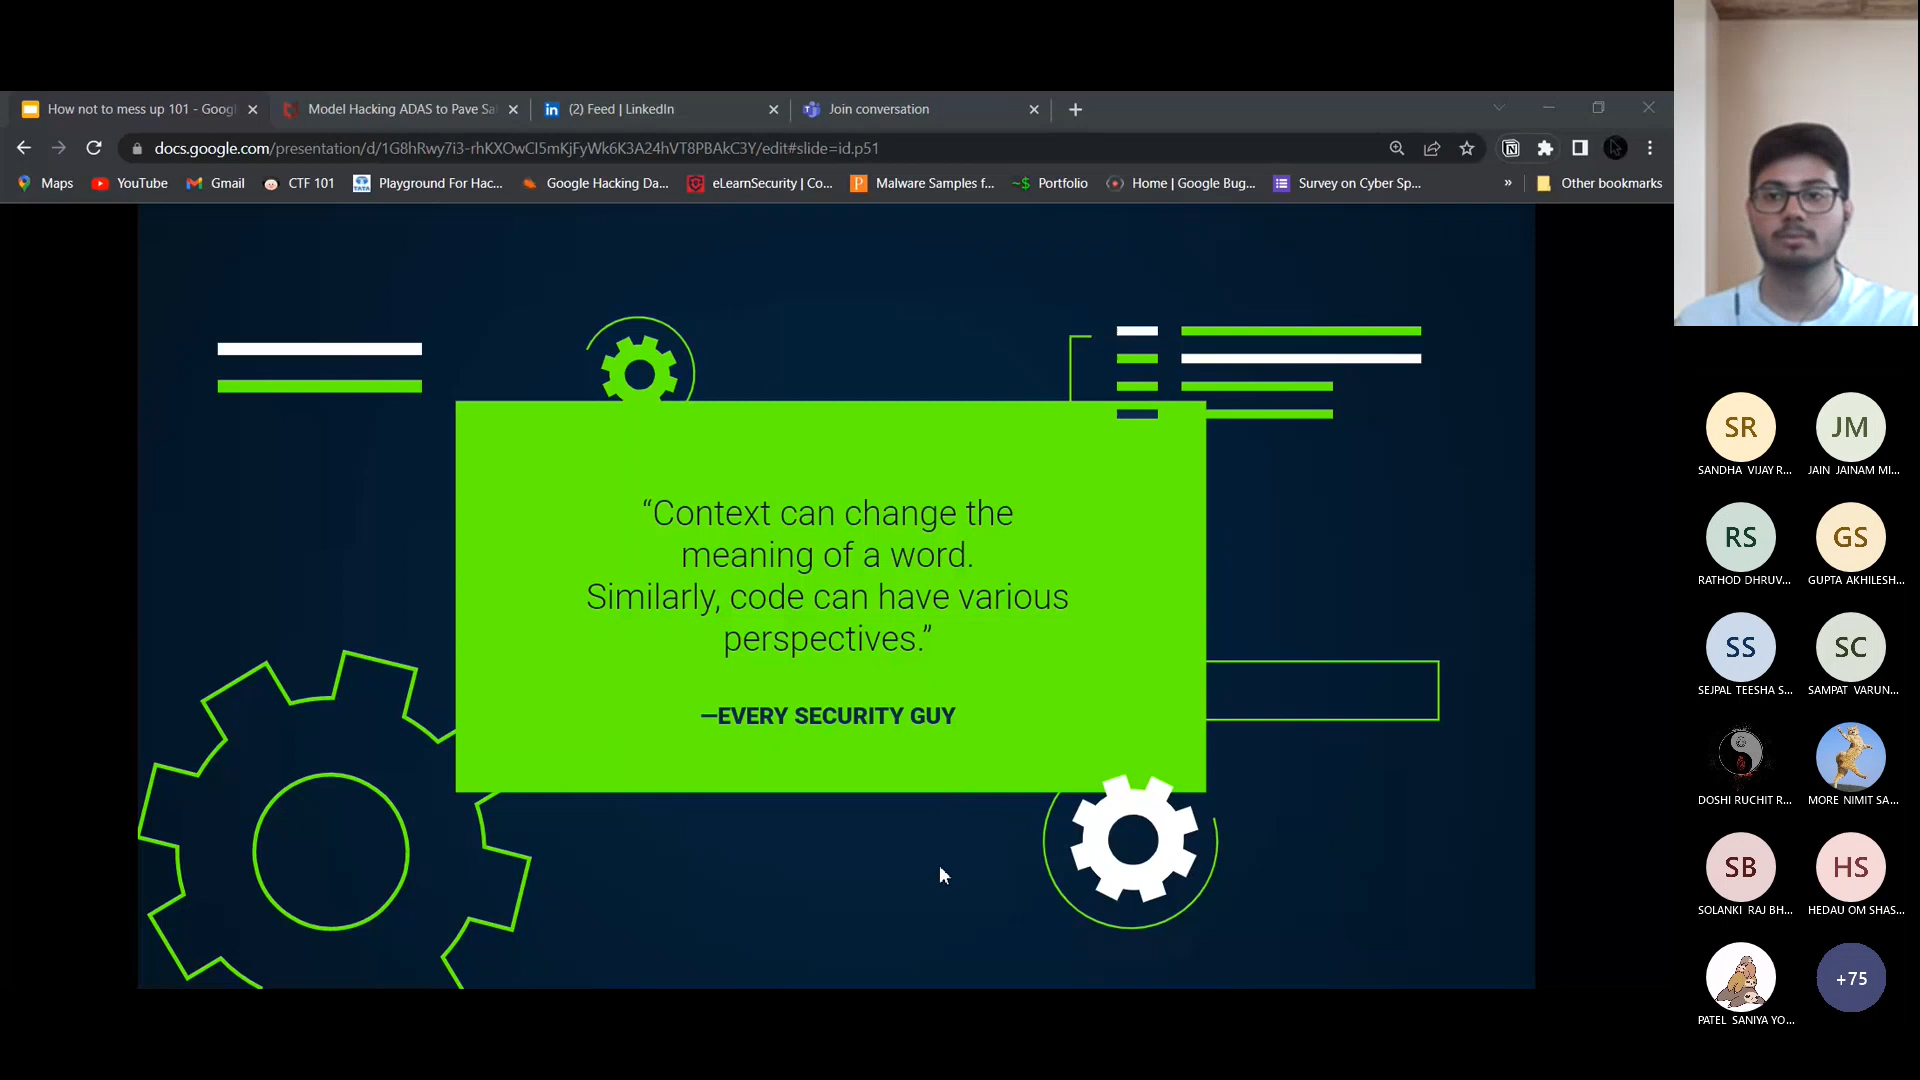 How not to mess up 101 - Goog
Model Hacking ADAS to Pave Sa
in (2) Feed | LinkedIn
Join conversation
docs.google.com/presentation/d/1G8hRwy7i3-rhKXOwCI5mKjFyWk6K3A24hVT8PBAkC3Y/edit#slide=id.p51
Maps
YouTube
Gmail
CTF 101
Playground For Hac...
Google Hacking Da...
eLearnSecurity | Co...
Malware Samples f...
~$ Portfolio
Home | Google Bug...
Survey on Cyber Sp...
»
Other bookmarks
“Context can change the
meaning of a word.
Similarly, code can have various
perspectives.”
—EVERY SECURITY GUY
SR
SANDHA VIJAY R...
JM
JAIN JAINAM MI...
RS
RATHOD DHRUV...
GS
GUPTA AKHILESH...
SS
SEJPAL TEESHA S...
SC
SAMPAT VARUN...
DOSHI RUCHIT R...
MORE NIMIT SA...
SB
SOLANKI RAJ BH...
HS
HEDAU OM SHAS...
PATEL SANIYA YO...
+75